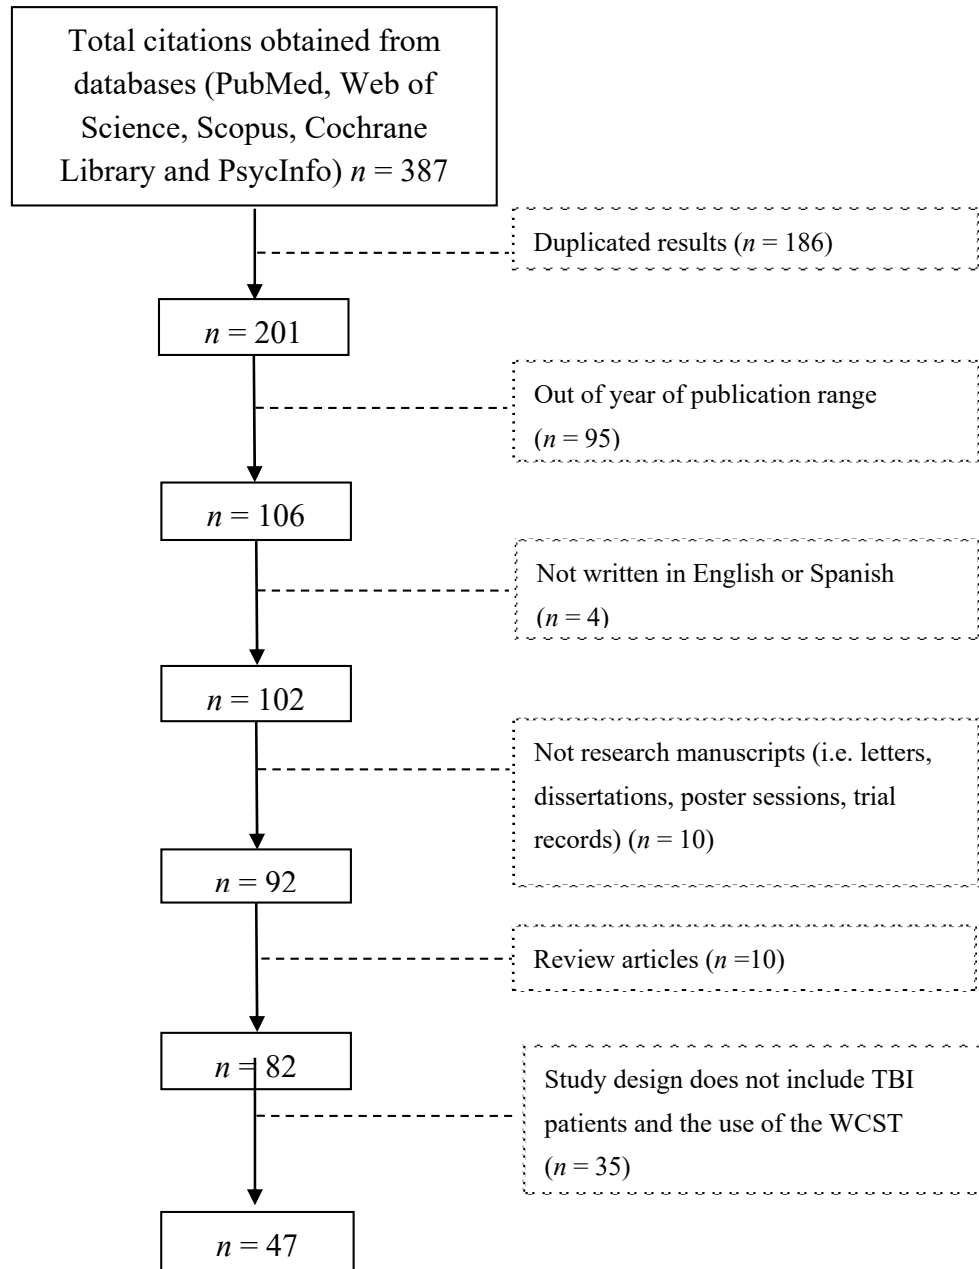 Total citations obtained from
databases (PubMed, Web of
Science, Scopus, Cochrane
Library and PsycInfo) n = 387
Duplicated results (n = 186)
n = 201
Out of year of publication range
(n = 95)
n = 106
Not written in English or Spanish
(n = 4)
n = 102
Not research manuscripts (i.e. letters,
dissertations, poster sessions, trial
records) (n = 10)
n = 92
Review articles (n =10)
n = 82
Study design does not include TBI
patients and the use of the WCST
(n = 35)
n = 47